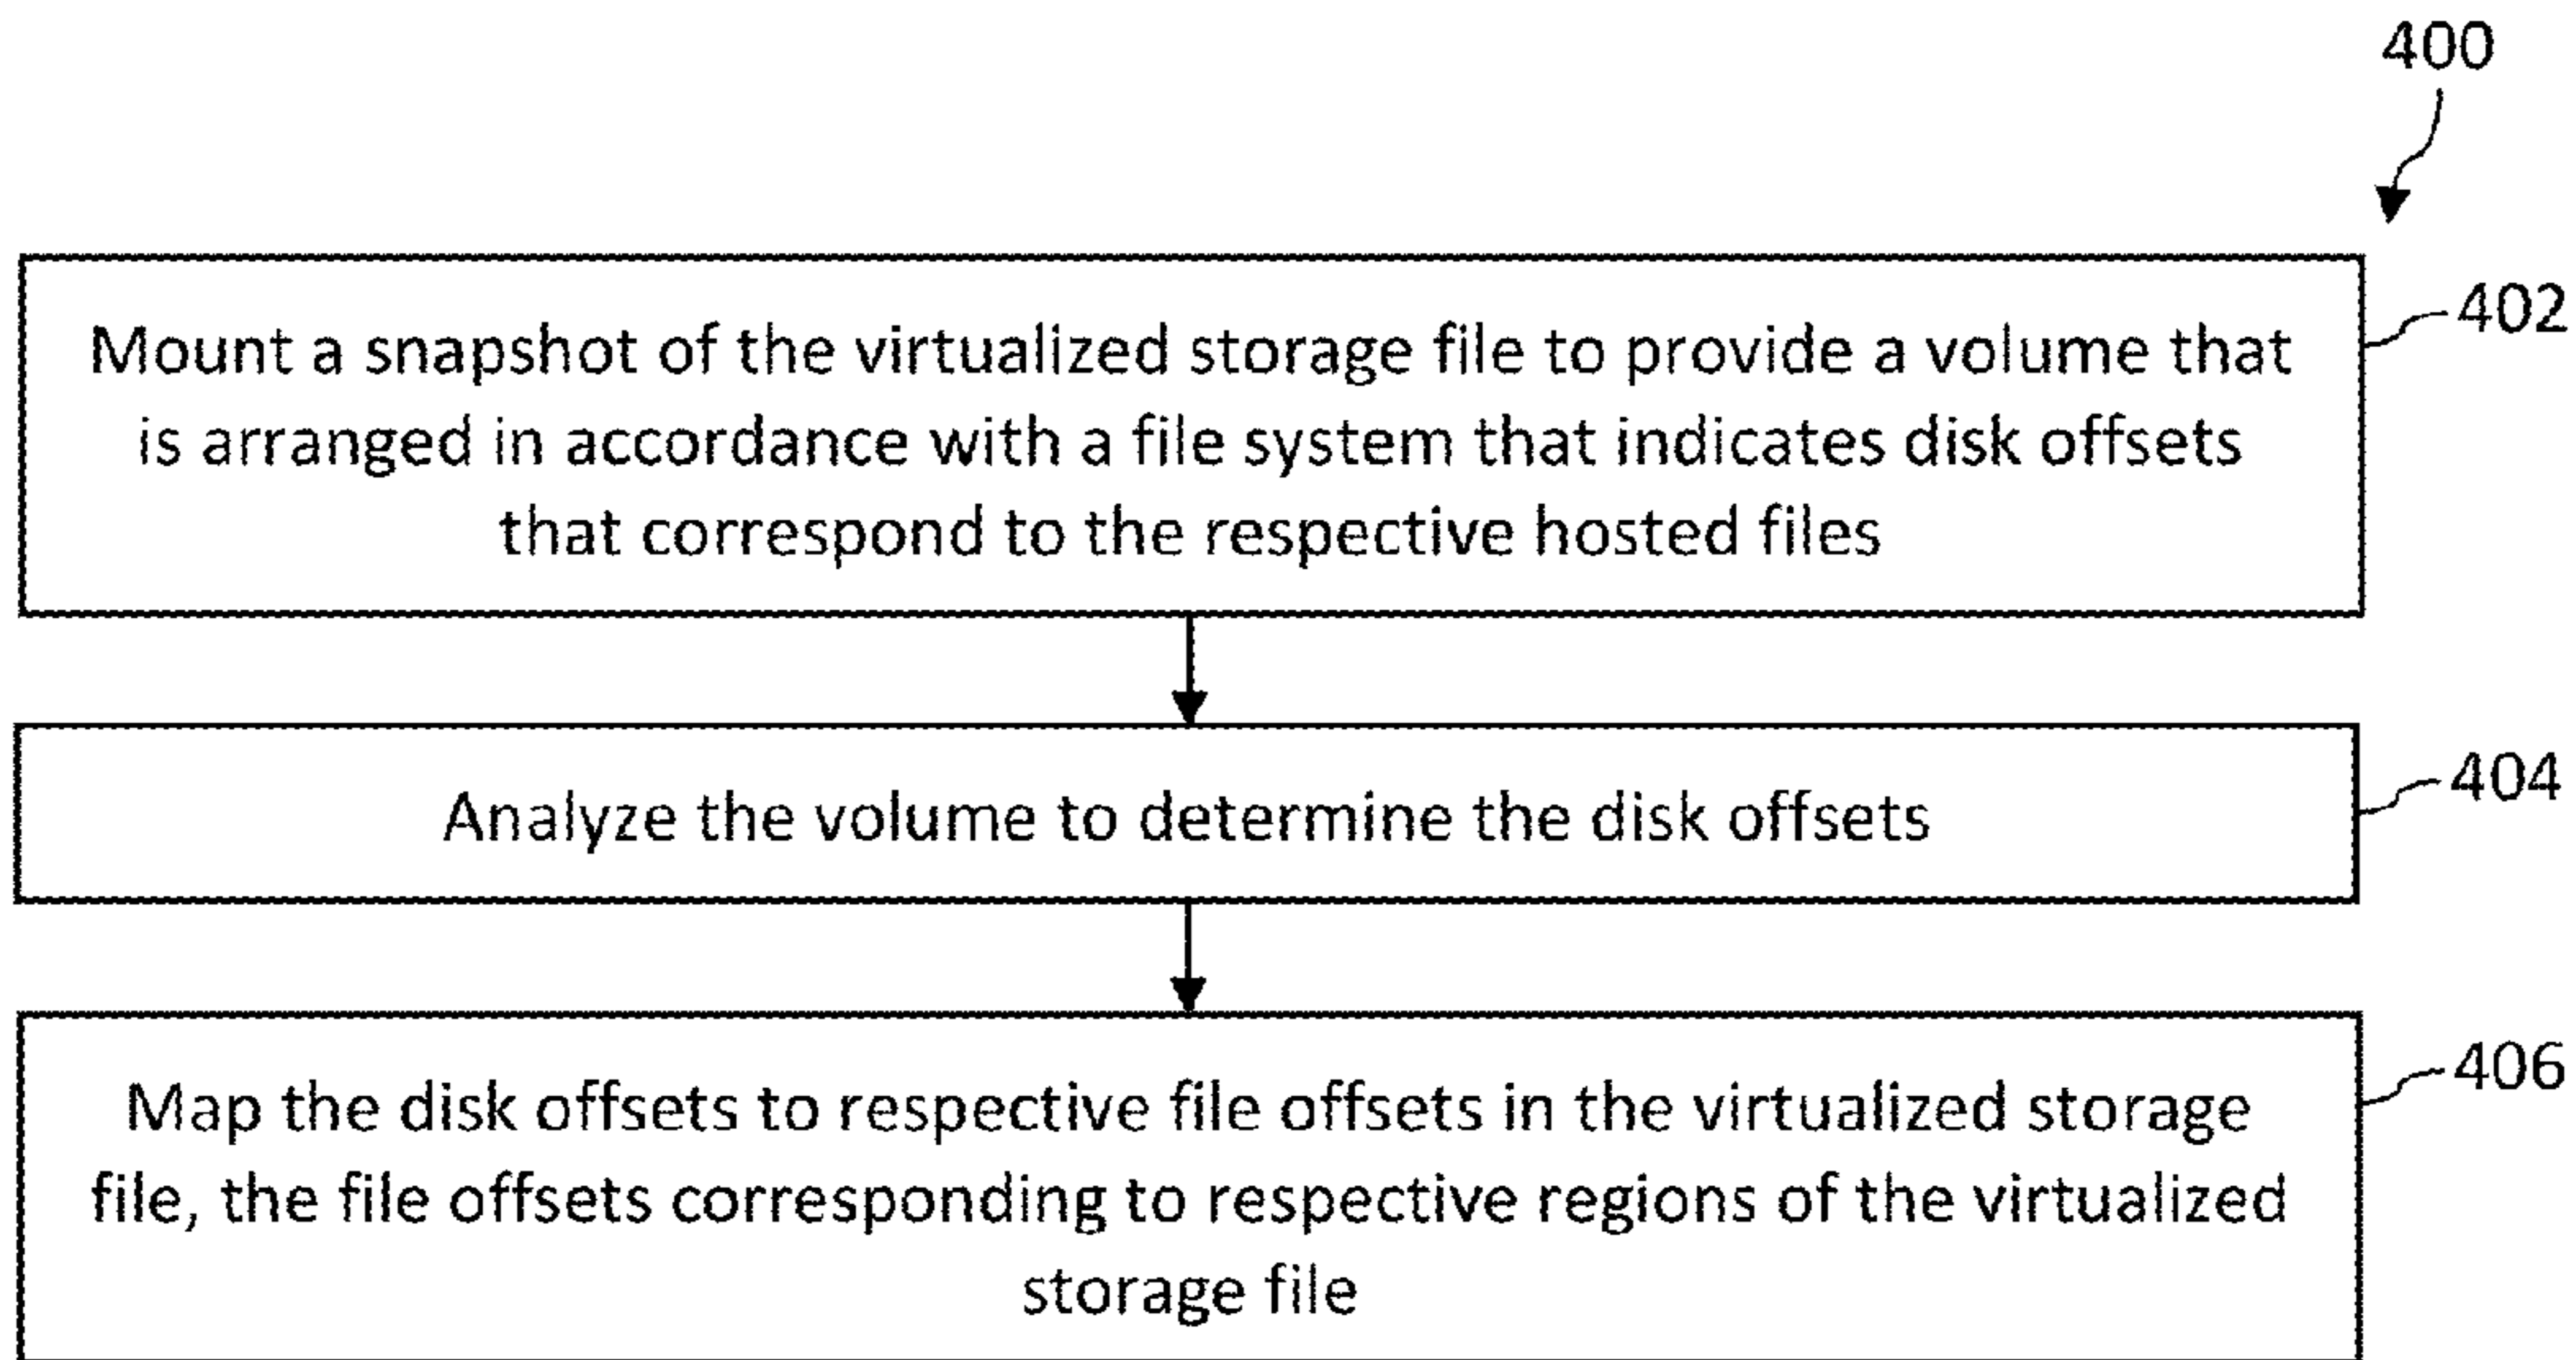 400
Mount a snapshot of the virtualized storage file to provide a volume that
402
is arranged in accordance with a file system that indicates disk offsets
that correspond to the respective hosted files
Analyze the volume to determine the disk offsets
404
Map the disk offsets to respective file offsets in the virtualized storage
406
file, the file offsets corresponding to respective regions of the virtualized
storage file